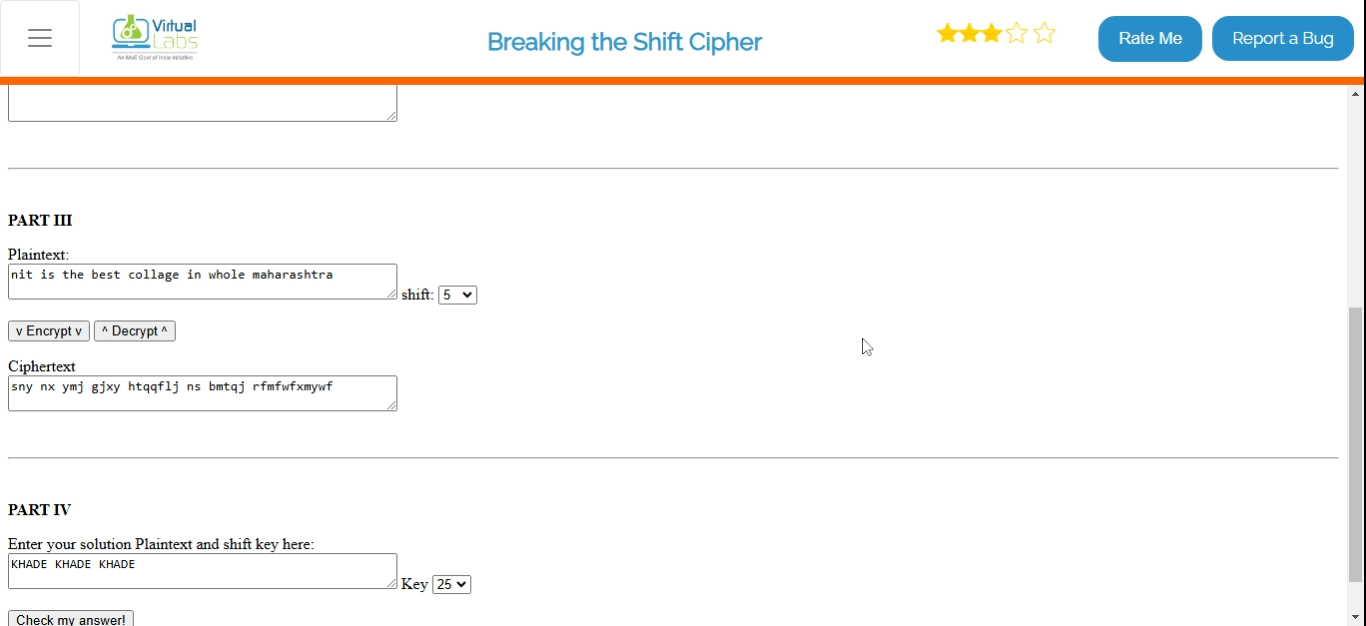 Virtual
Labs
An MoE Govt of India Initiative
Breaking the Shift Cipher
Rate Me
Report a Bug
PART III
Plaintext:
nit is the best collage in whole maharashtra
shift: 5
v Encrypt v ^ Decrypt ^
Ciphertext
sny nx ymj gjxy htqqflj ns bmtqj rfmfwfxmywf
PART IV
Enter your solution Plaintext and shift key here:
KHADE KHADE KHADE
Key 25
Check my answer!